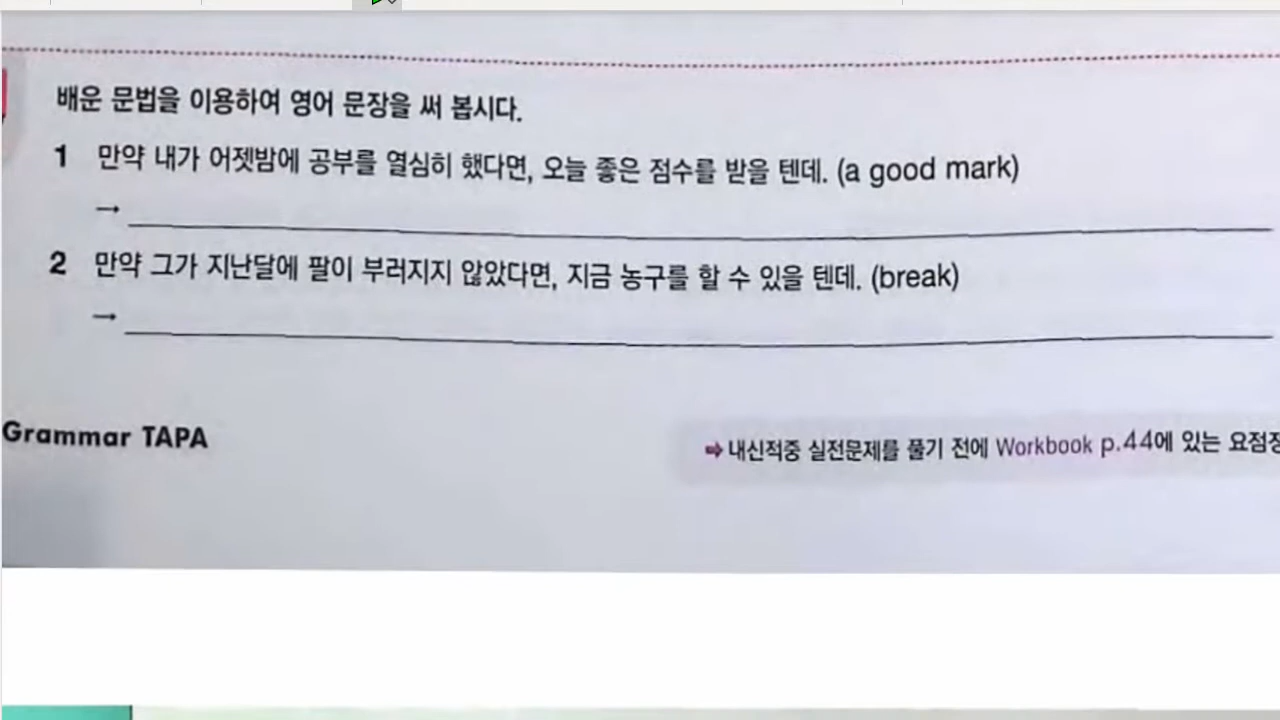 배운 문법을 이용하여 영어 문장을 써 봅시다.
1 만약 내가 어젯밤에 공부를 열심히 했다면, 오늘 좋은 점수를 받을 텐데. (a good mark)
→
2 만약 그가 지난달에 팔이 부러지지 않았다면, 지금 농구를 할 수 있을 텐데. (break)
→
Grammar TAPA
➡ 내신적중 실전문제를 풀기 전에 Workbook p.44에 있는